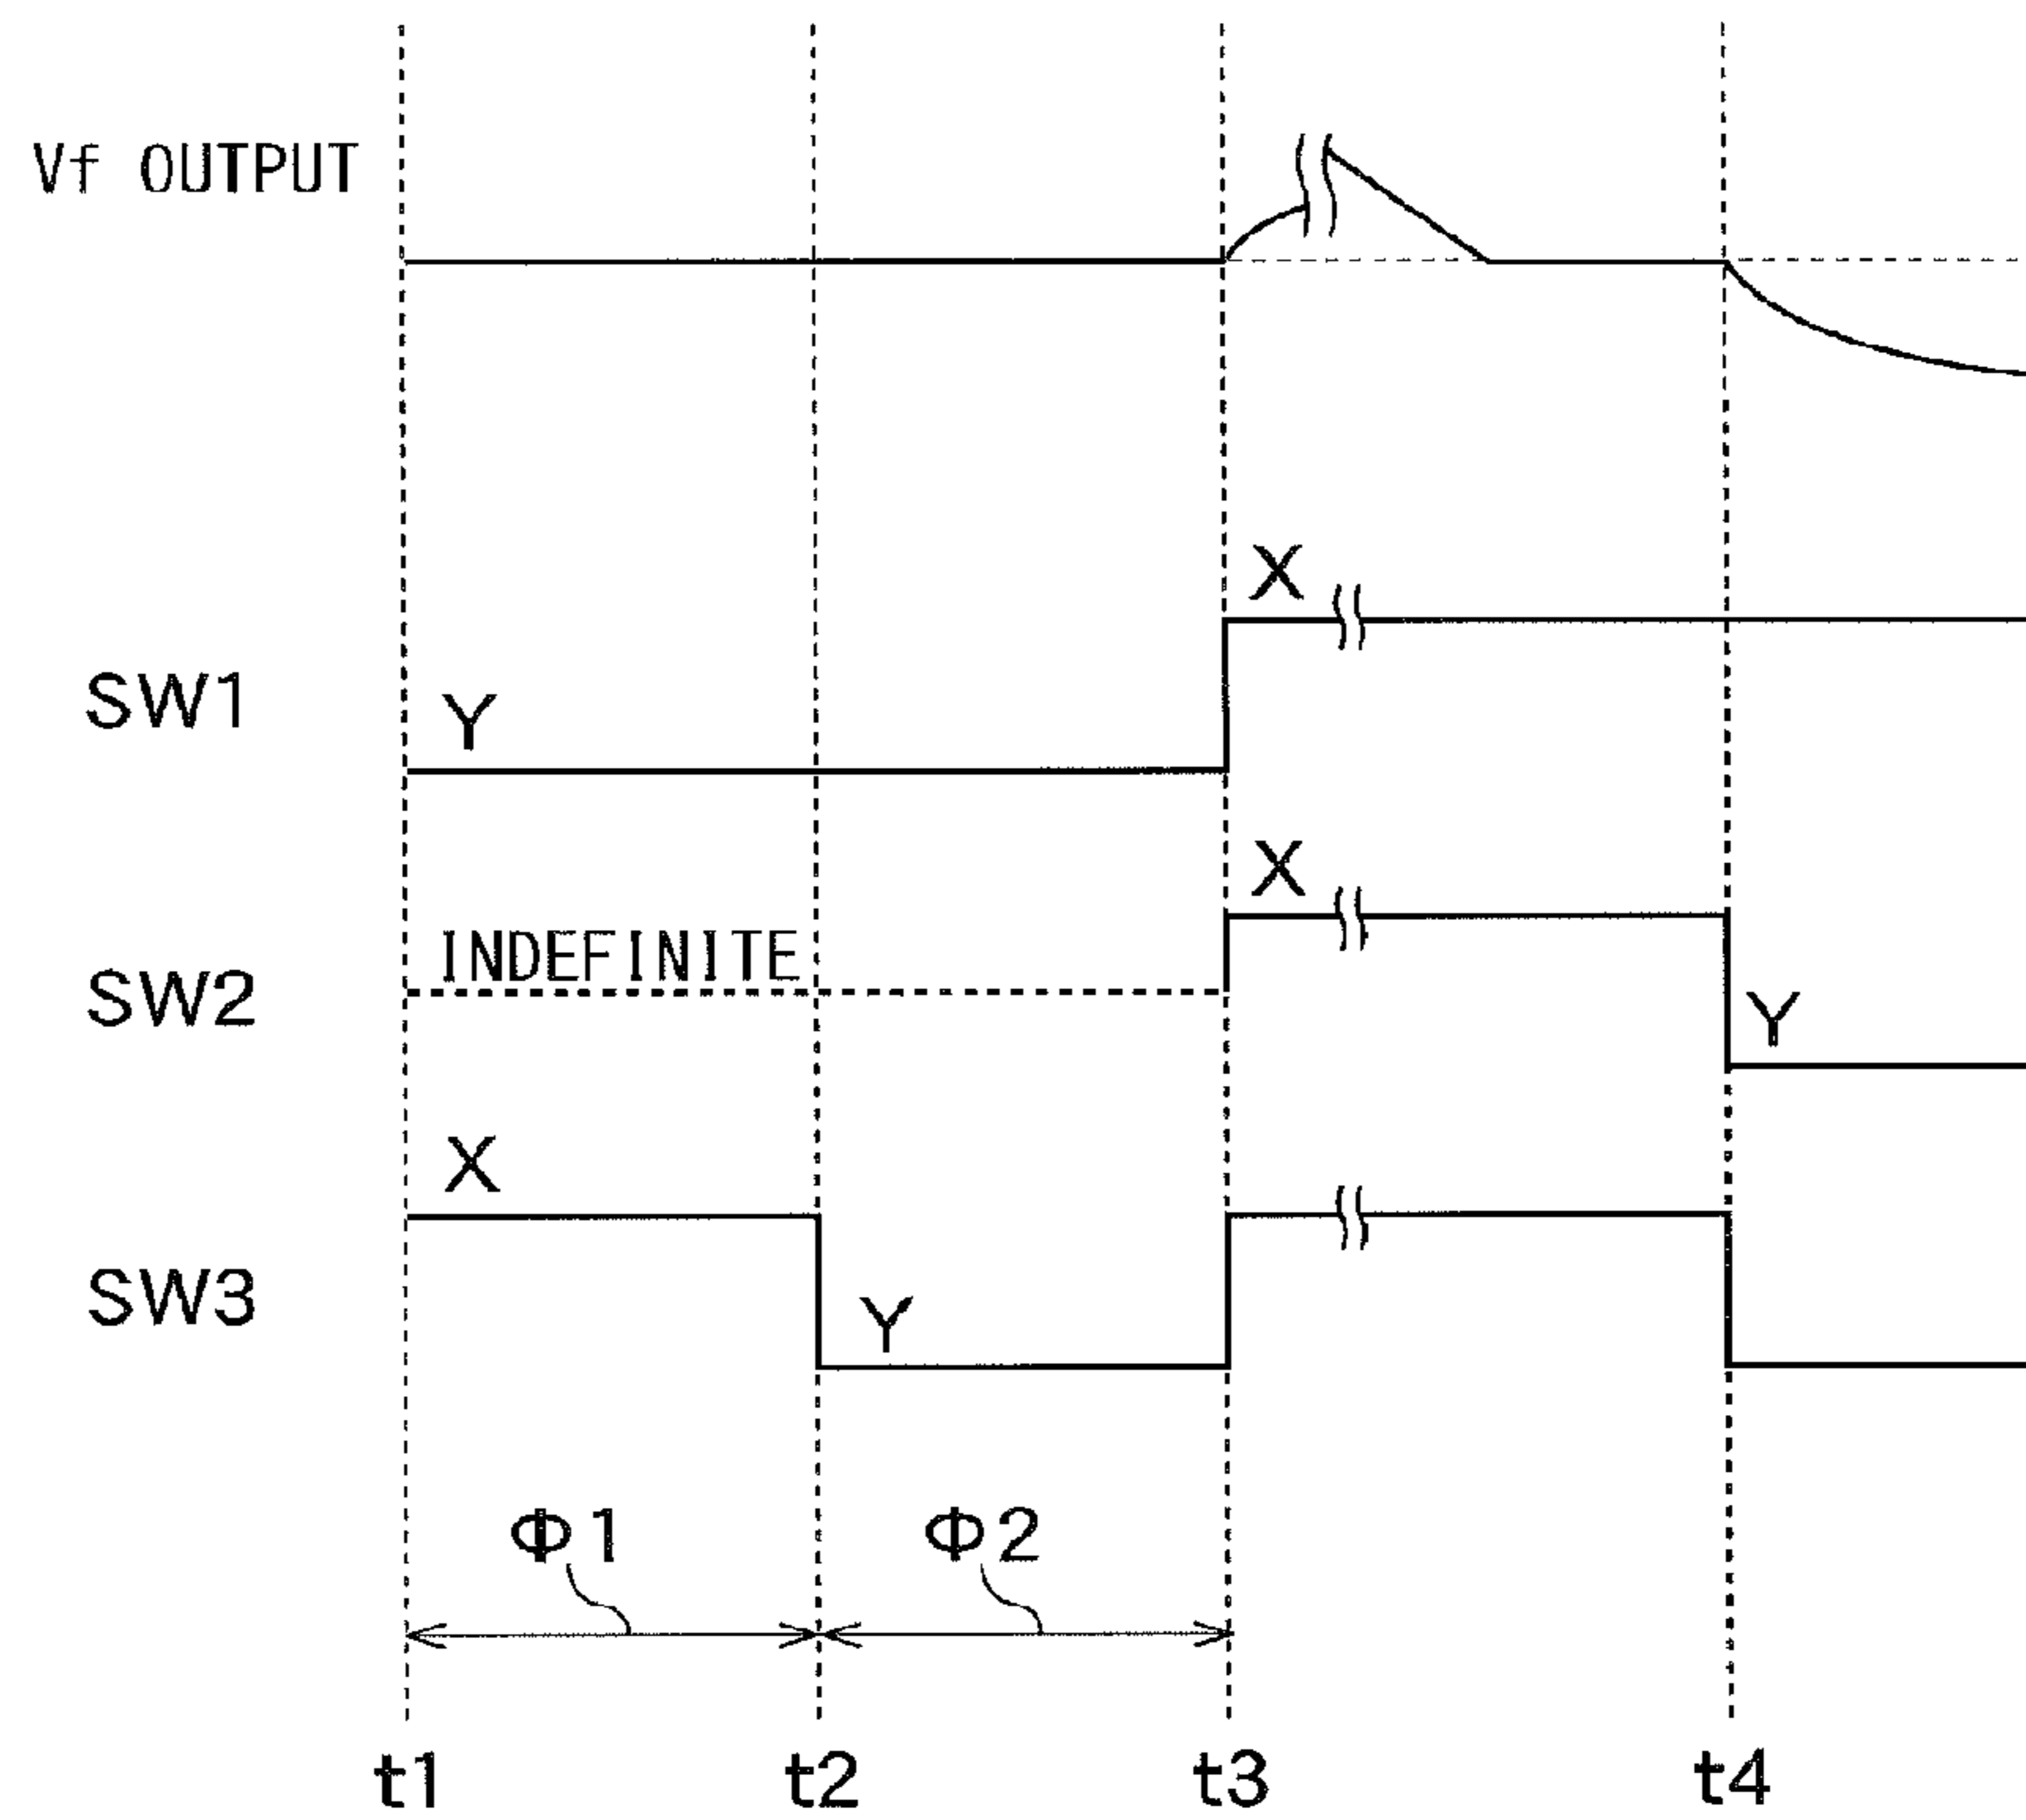 Vf OUTPUT
X
SW1
Y
X
INDEFINITE
SW2
Y
X
SW3
Y
Φ1
Φ2
t1
t2
t3
t4